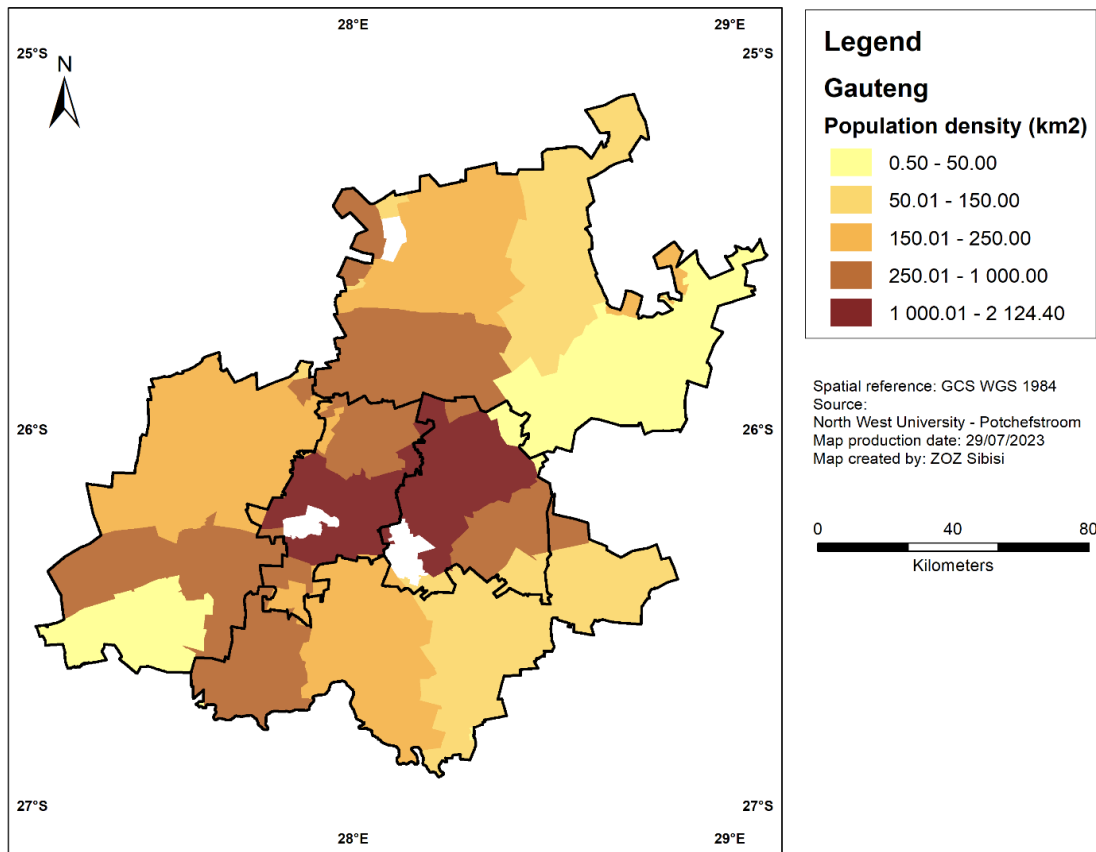 28°E
25°S
25°S
N
26°S
26°S
27°S
27°S
28°E
29°E
Legend
Gauteng
Population density (km2)
0.50 - 50.00
50.01 - 150.00
150.01 - 250.00
250.01 - 1 000.00
1 000.01 - 2 124.40
Spatial reference: GCS WGS 1984
Source:
North West University - Potchefstroom
Map production date: 29/07/2023
Map created by: ZOZ Sibisi
0 40 80
Kilometers